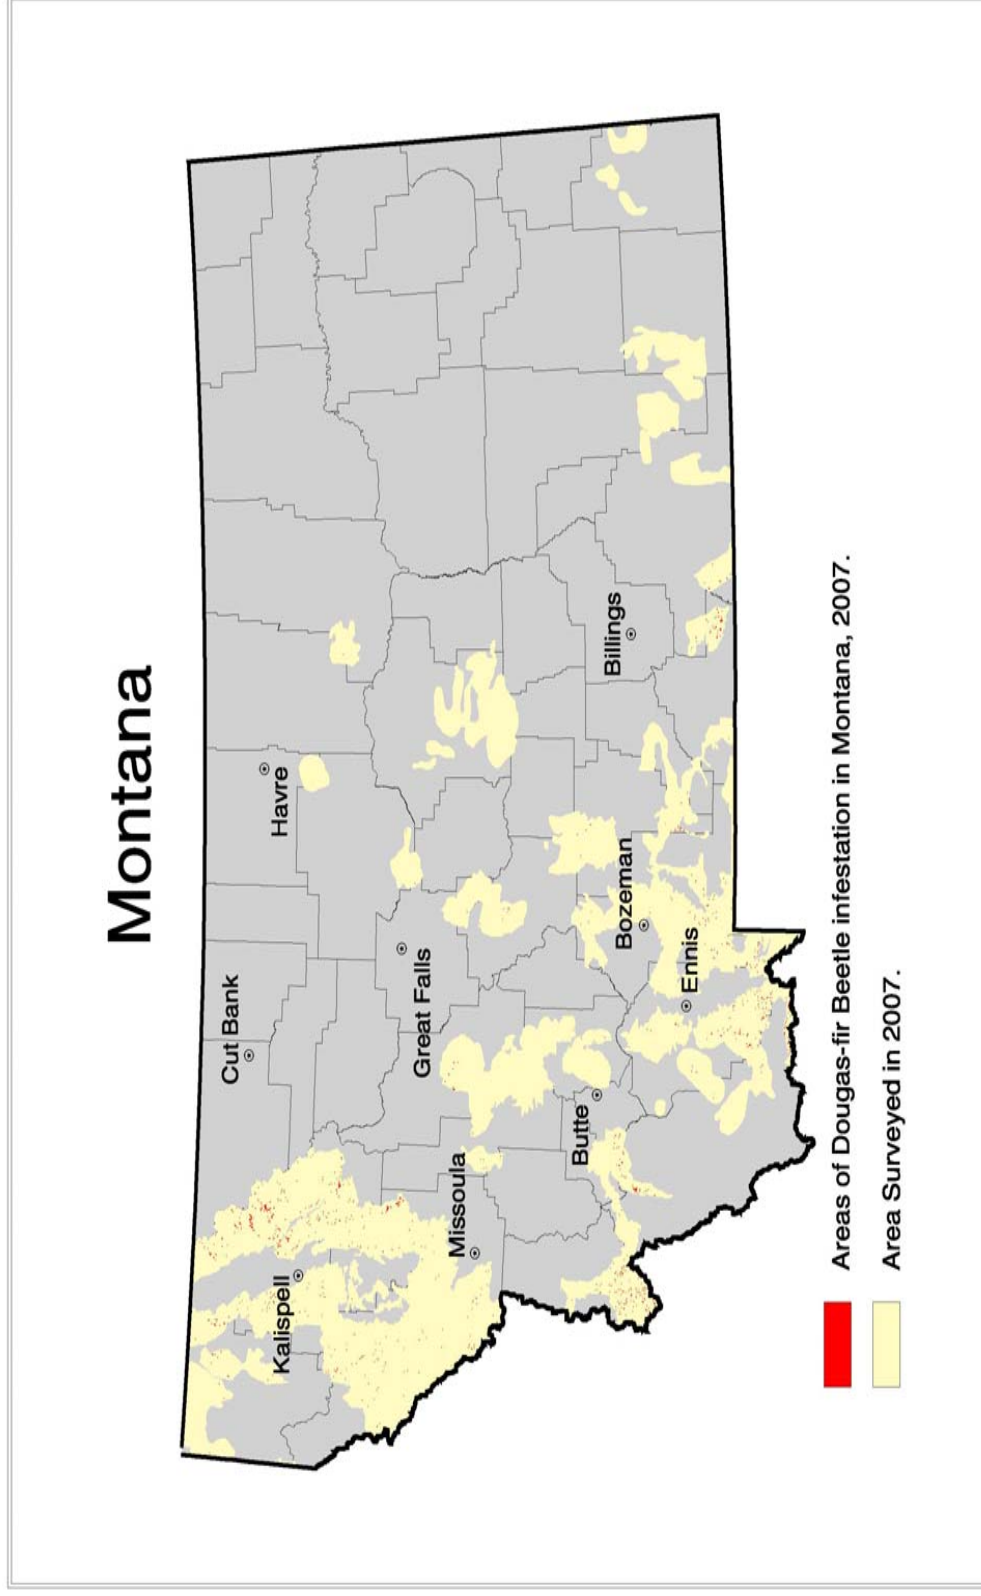 Montana
Cut Bank
Havre
Kalispell
Great Falls
Missoula
Butte
Billings
Bozeman
Ennis
Areas of Dougas-fir Beetle infestation in Montana, 2007.
Area Surveyed in 2007.